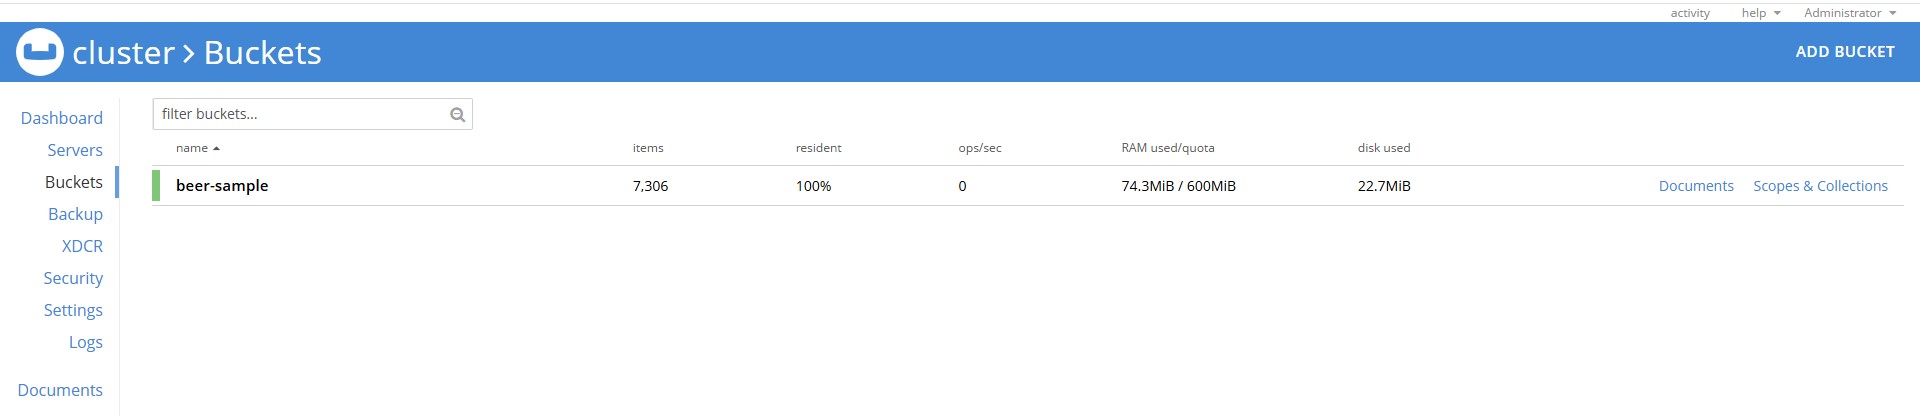 activity help Administrator
cluster > Buckets ADD BUCKET
filter buckets...
name items resident ops/sec RAM used/quota disk used
beer-sample 7,306 100% 0 74.3MiB / 600MiB 22.7MiB Documents Scopes & Collections
Dashboard
Servers
Buckets
Backup
XDCR
Security
Settings
Logs
Documents